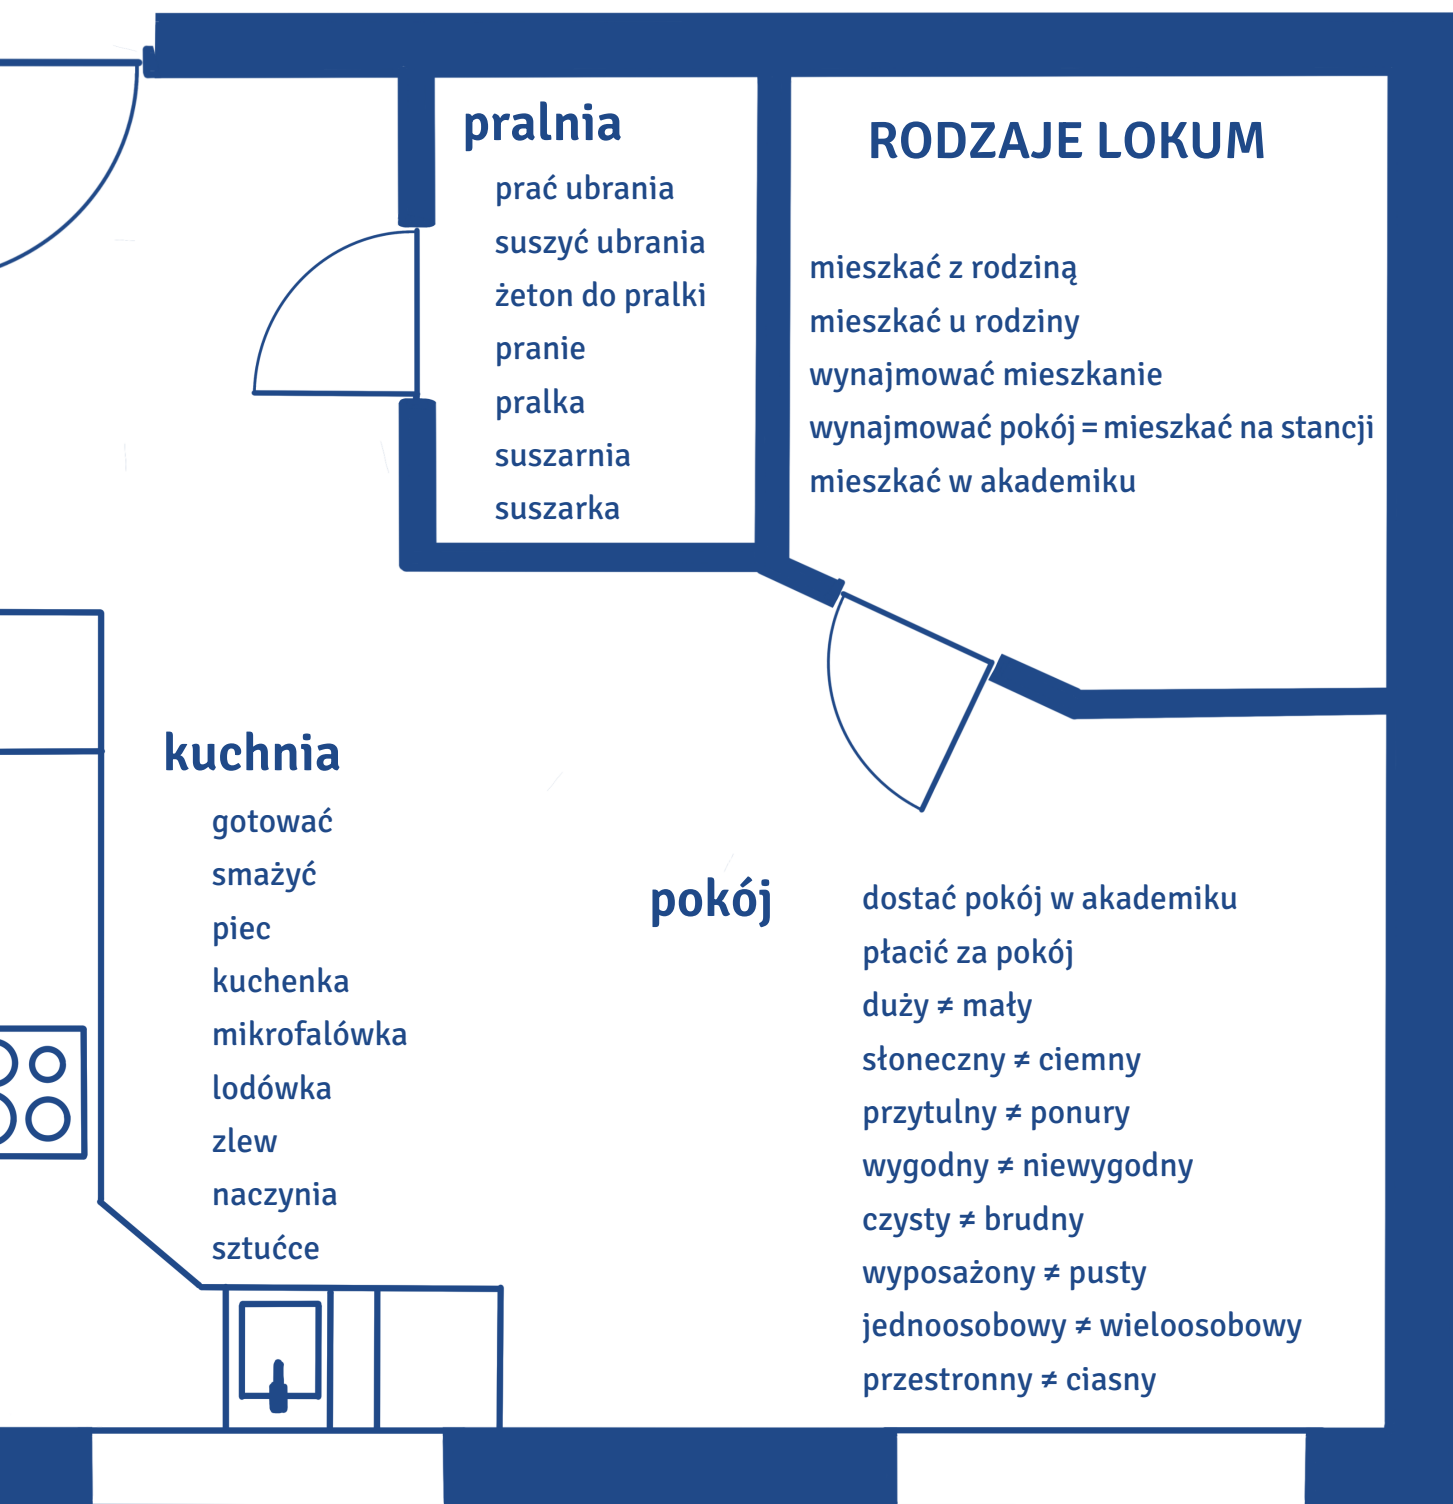 pralnia
prać ubrania
suszyć ubrania
żeton do pralki
pranie
pralka
suszarnia
suszarka
RODZAJE LOKUM
mieszkać z rodziną
mieszkać u rodziny
wynajmować mieszkanie
wynajmować pokój = mieszkać na stancji
mieszkać w akademiku
kuchnia
gotować
smażyć
piec
kuchenka
mikrofalówka
lodówka
zlew
naczynia
sztućce
pokój
dostać pokój w akademiku
płacić za pokój
duży ≠ mały
słoneczny ≠ ciemny
przytulny ≠ ponury
wygodny ≠ niewygodny
czysty ≠ brudny
wyposażony ≠ pusty
jednoosobowy ≠ wieloosobowy
przestronny ≠ ciasny